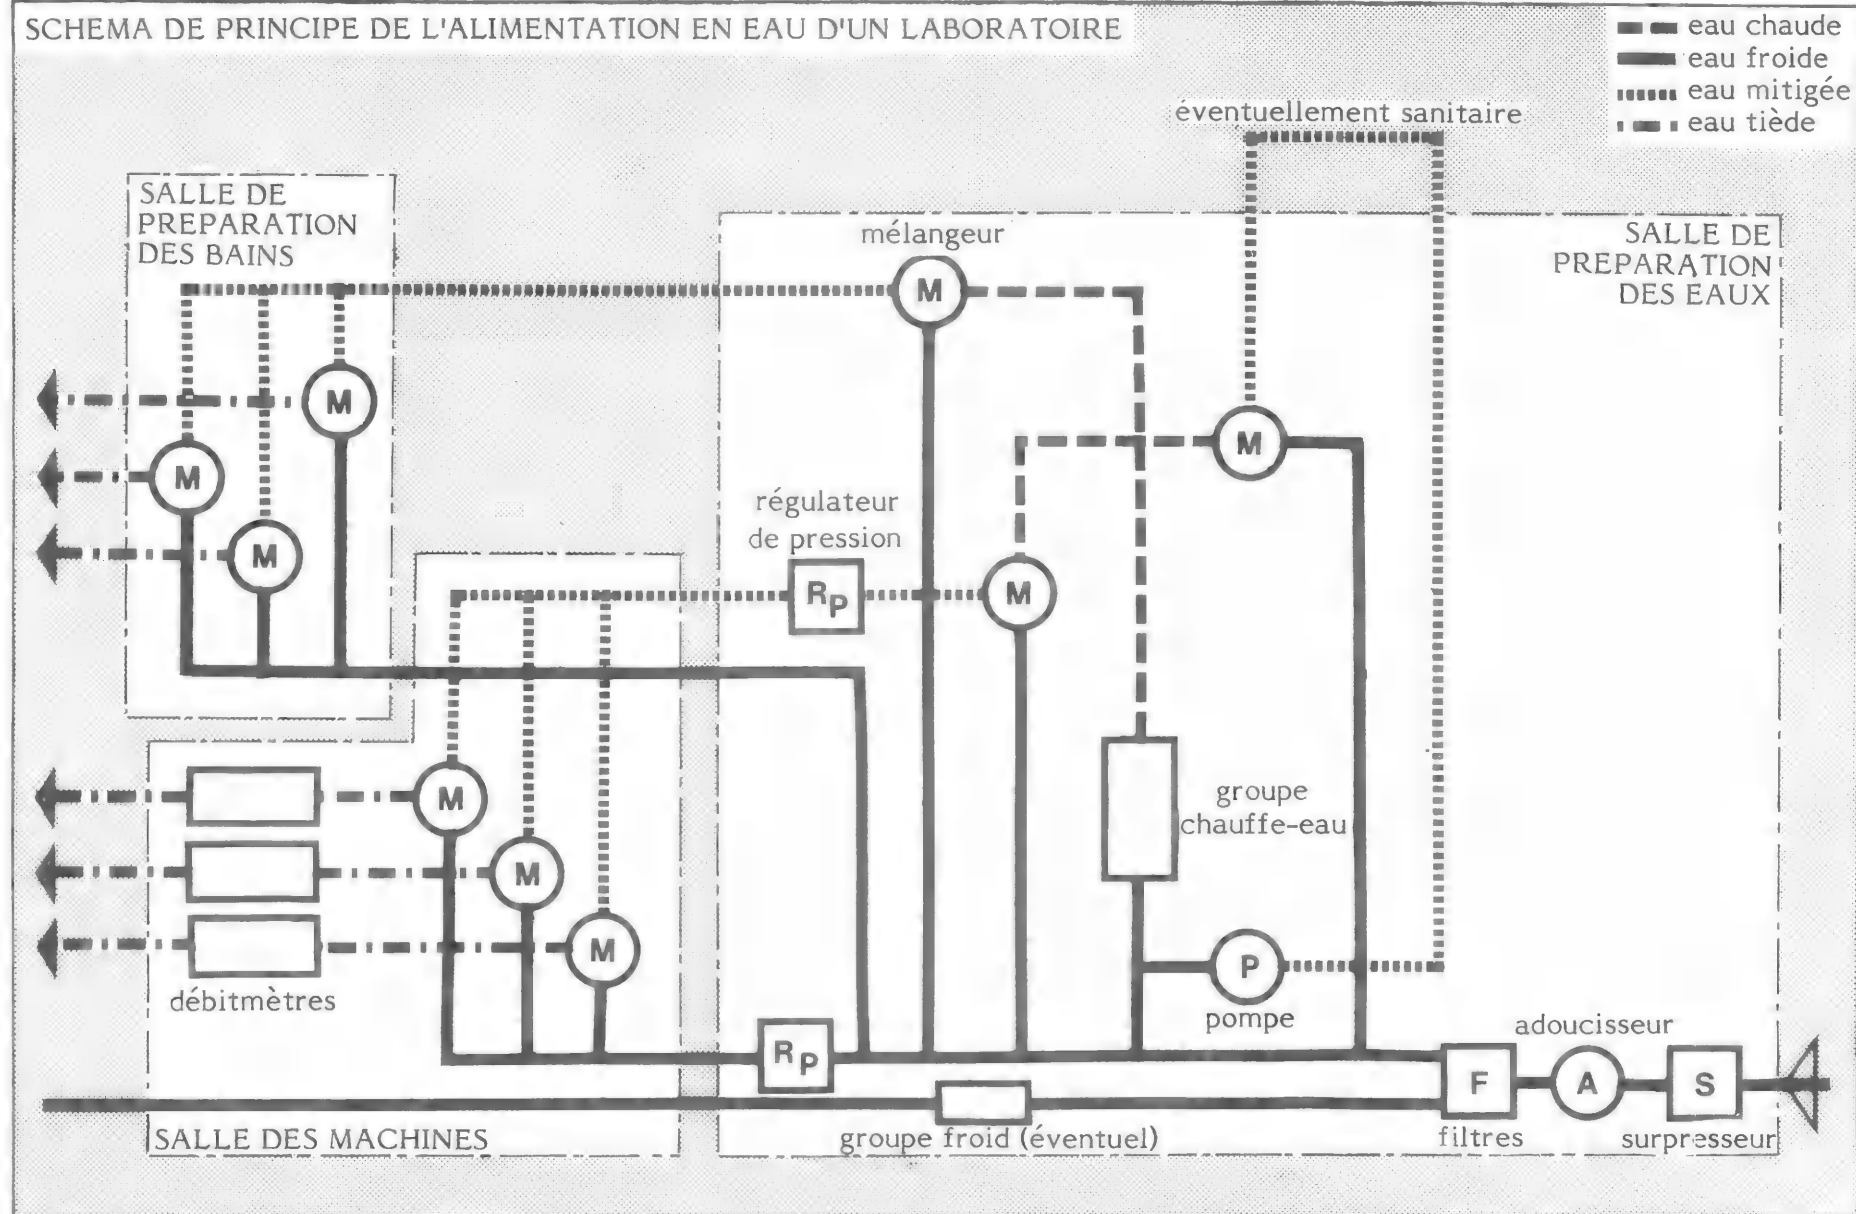 SCHEMA DE PRINCIPE DE L'ALIMENTATION EN EAU D'UN LABORATOIRE
eau chaude
eau froide
eau mitigée
eau tiède
éventuellement sanitaire
SALLE DE
PREPARATION
DES BAINS
mélangeur
SALLE DE
PREPARATION
DES EAUX
M
M
M
M
M
régulateur
de pression
RP
M
M
groupe
chauffe-eau
M
M
M
débitmètres
P
pompe
RP
adoucisseur
F
A
S
SALLE DES MACHINES
groupe froid (éventuel)
filtres
surpresseur